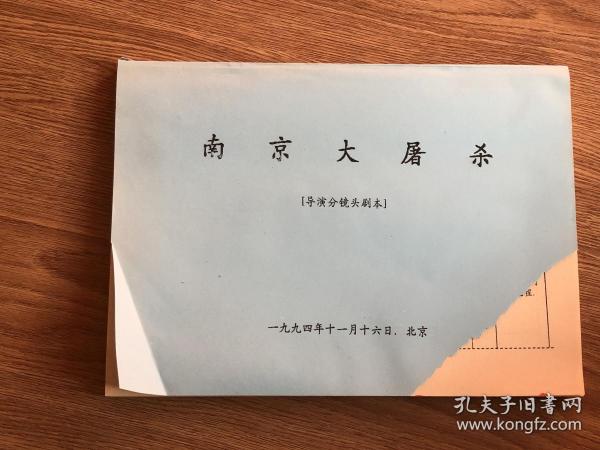 南京大屠杀
[导演分镜头剧本]
一九九四年十一月十六日. 北京
孔夫子旧書网
www.kongfz.com